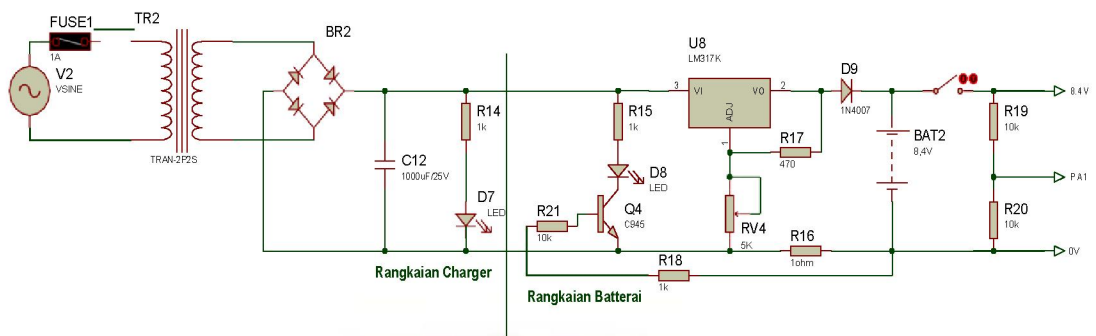 FUSE1
1A
V2
VSINE
TR2
TRAN-2P2S
BR2
C12
1000uF/25V
R14
1k
D7
LED
Rangkaian Charger
R15
1k
D8
LED
Q4
C945
R21
10k
R18
1k
Rangkaian Batterai
U8
LM317K
3
VI
VO
2
ADJ
1
R17
470
RV4
5K
R16
1ohm
D9
1N4007
BAT2
8,4V
R19
10k
R20
10k
8.4V
PA1
0V